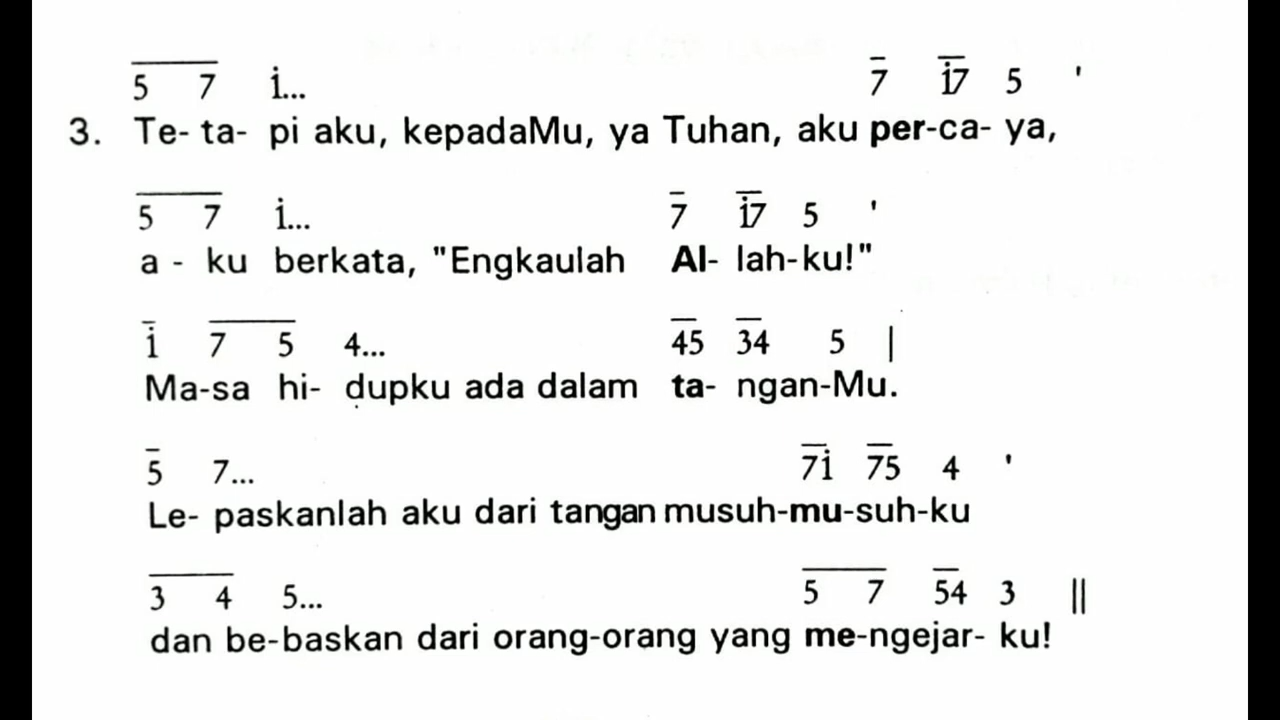 5 7 i... 7 i7 5 '
3. Te- ta- pi aku, kepadaMu, ya Tuhan, aku per-ca- ya,
5 7 i... 7 i7 5 '
a - ku berkata, "Engkaulah Al- lah-ku!"
i 7 5 4... 45 34 5 |
Ma-sa hi- dupku ada dalam ta- ngan-Mu.
5 7... 7i 75 4 '
Le- paskanlah aku dari tangan musuh-mu-suh-ku
3 4 5... 5 7 54 3 ||
dan be-baskan dari orang-orang yang me-ngejar- ku!